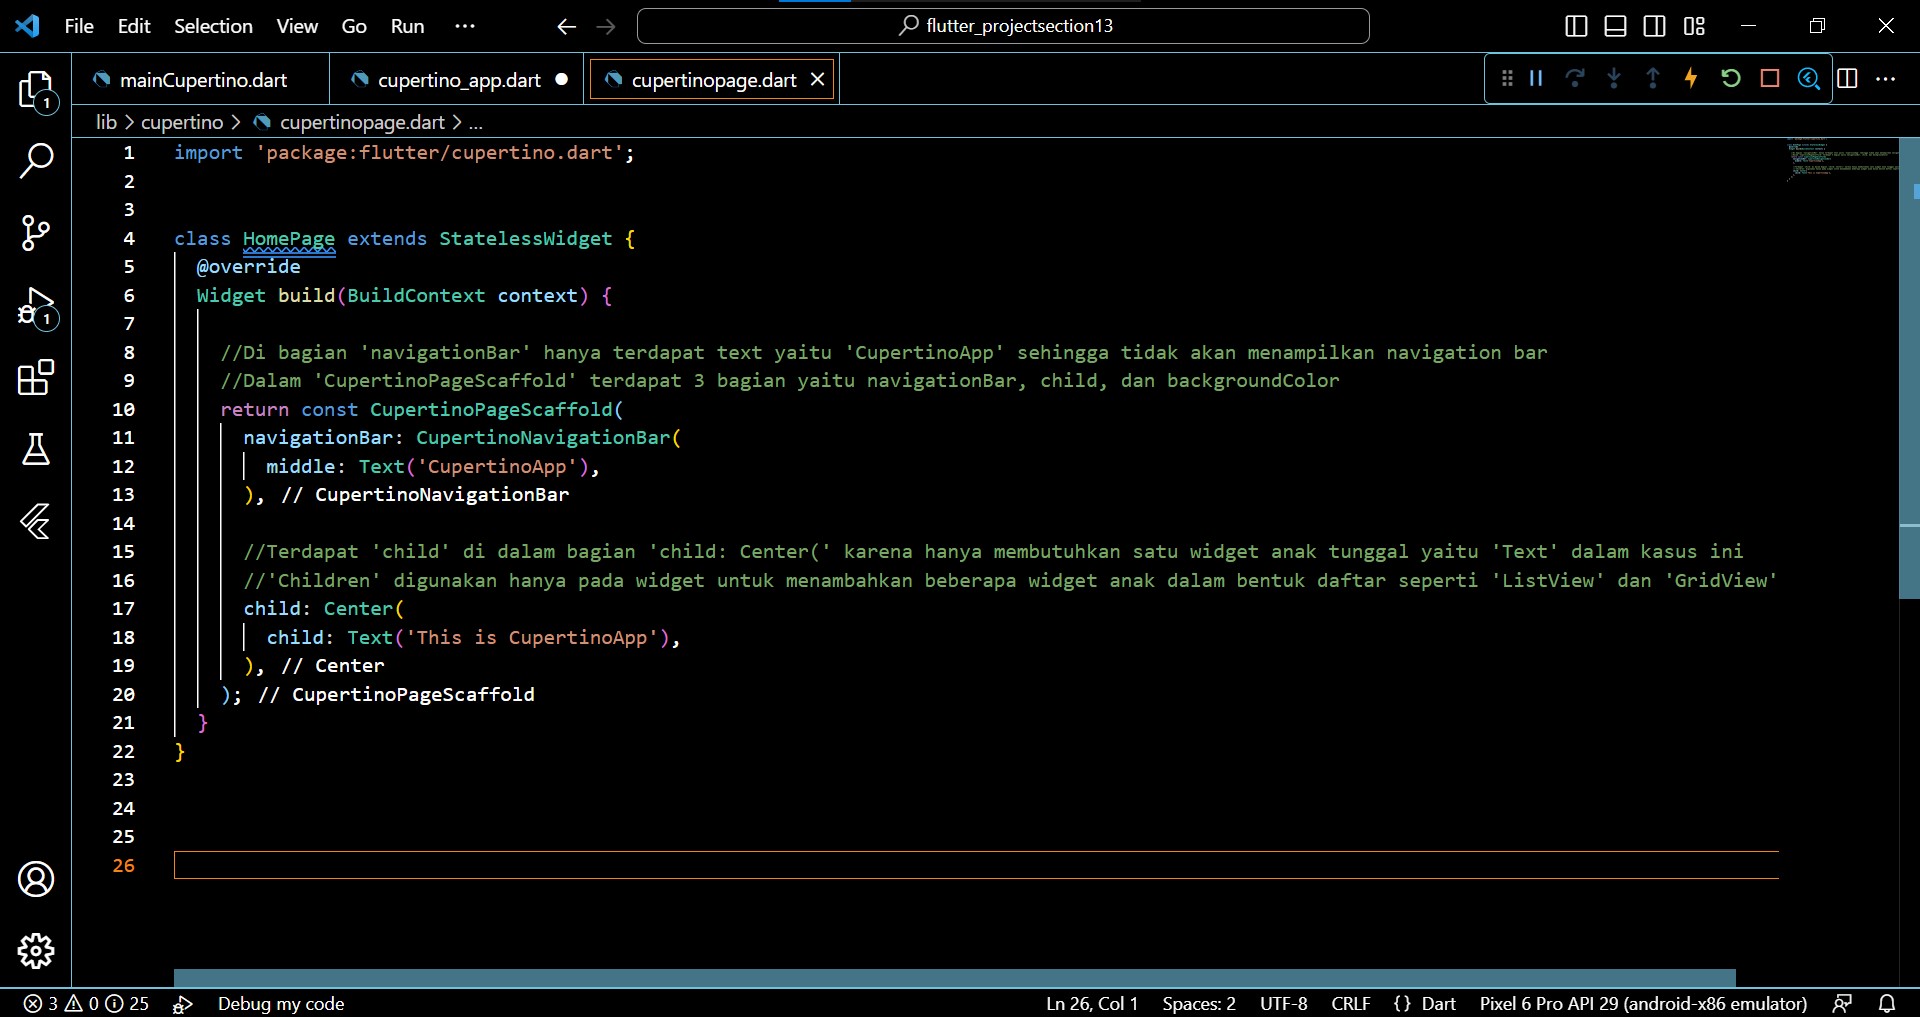 File Edit Selection View Go Run ··· flutter_projectsection13
mainCupertino.dart cupertino_app.dart cupertinopage.dart
lib > cupertino > cupertinopage.dart > ...
1 import 'package:flutter/cupertino.dart';
2
3
4 class HomePage extends StatelessWidget {
5 @override
6 Widget build(BuildContext context) {
7
8 //Di bagian 'navigationBar' hanya terdapat text yaitu 'CupertinoApp' sehingga tidak akan menampilkan navigation bar
9 //Dalam 'CupertinoPageScaffold' terdapat 3 bagian yaitu navigationBar, child, dan backgroundColor
10 return const CupertinoPageScaffold(
11 navigationBar: CupertinoNavigationBar(
12 middle: Text('CupertinoApp'),
13 ), // CupertinoNavigationBar
14
15 //Terdapat 'child' di dalam bagian 'child: Center(' karena hanya membutuhkan satu widget anak tunggal yaitu 'Text' dalam kasus ini
16 //'Children' digunakan hanya pada widget untuk menambahkan beberapa widget anak dalam bentuk daftar seperti 'ListView' dan 'GridView'
17 child: Center(
18 child: Text('This is CupertinoApp'),
19 ), // Center
20 ); // CupertinoPageScaffold
21 }
22 }
23
24
25
26
1
1
3 0 25 Debug my code Ln 26, Col 1 Spaces: 2 UTF-8 CRLF {} Dart Pixel 6 Pro API 29 (android-x86 emulator)